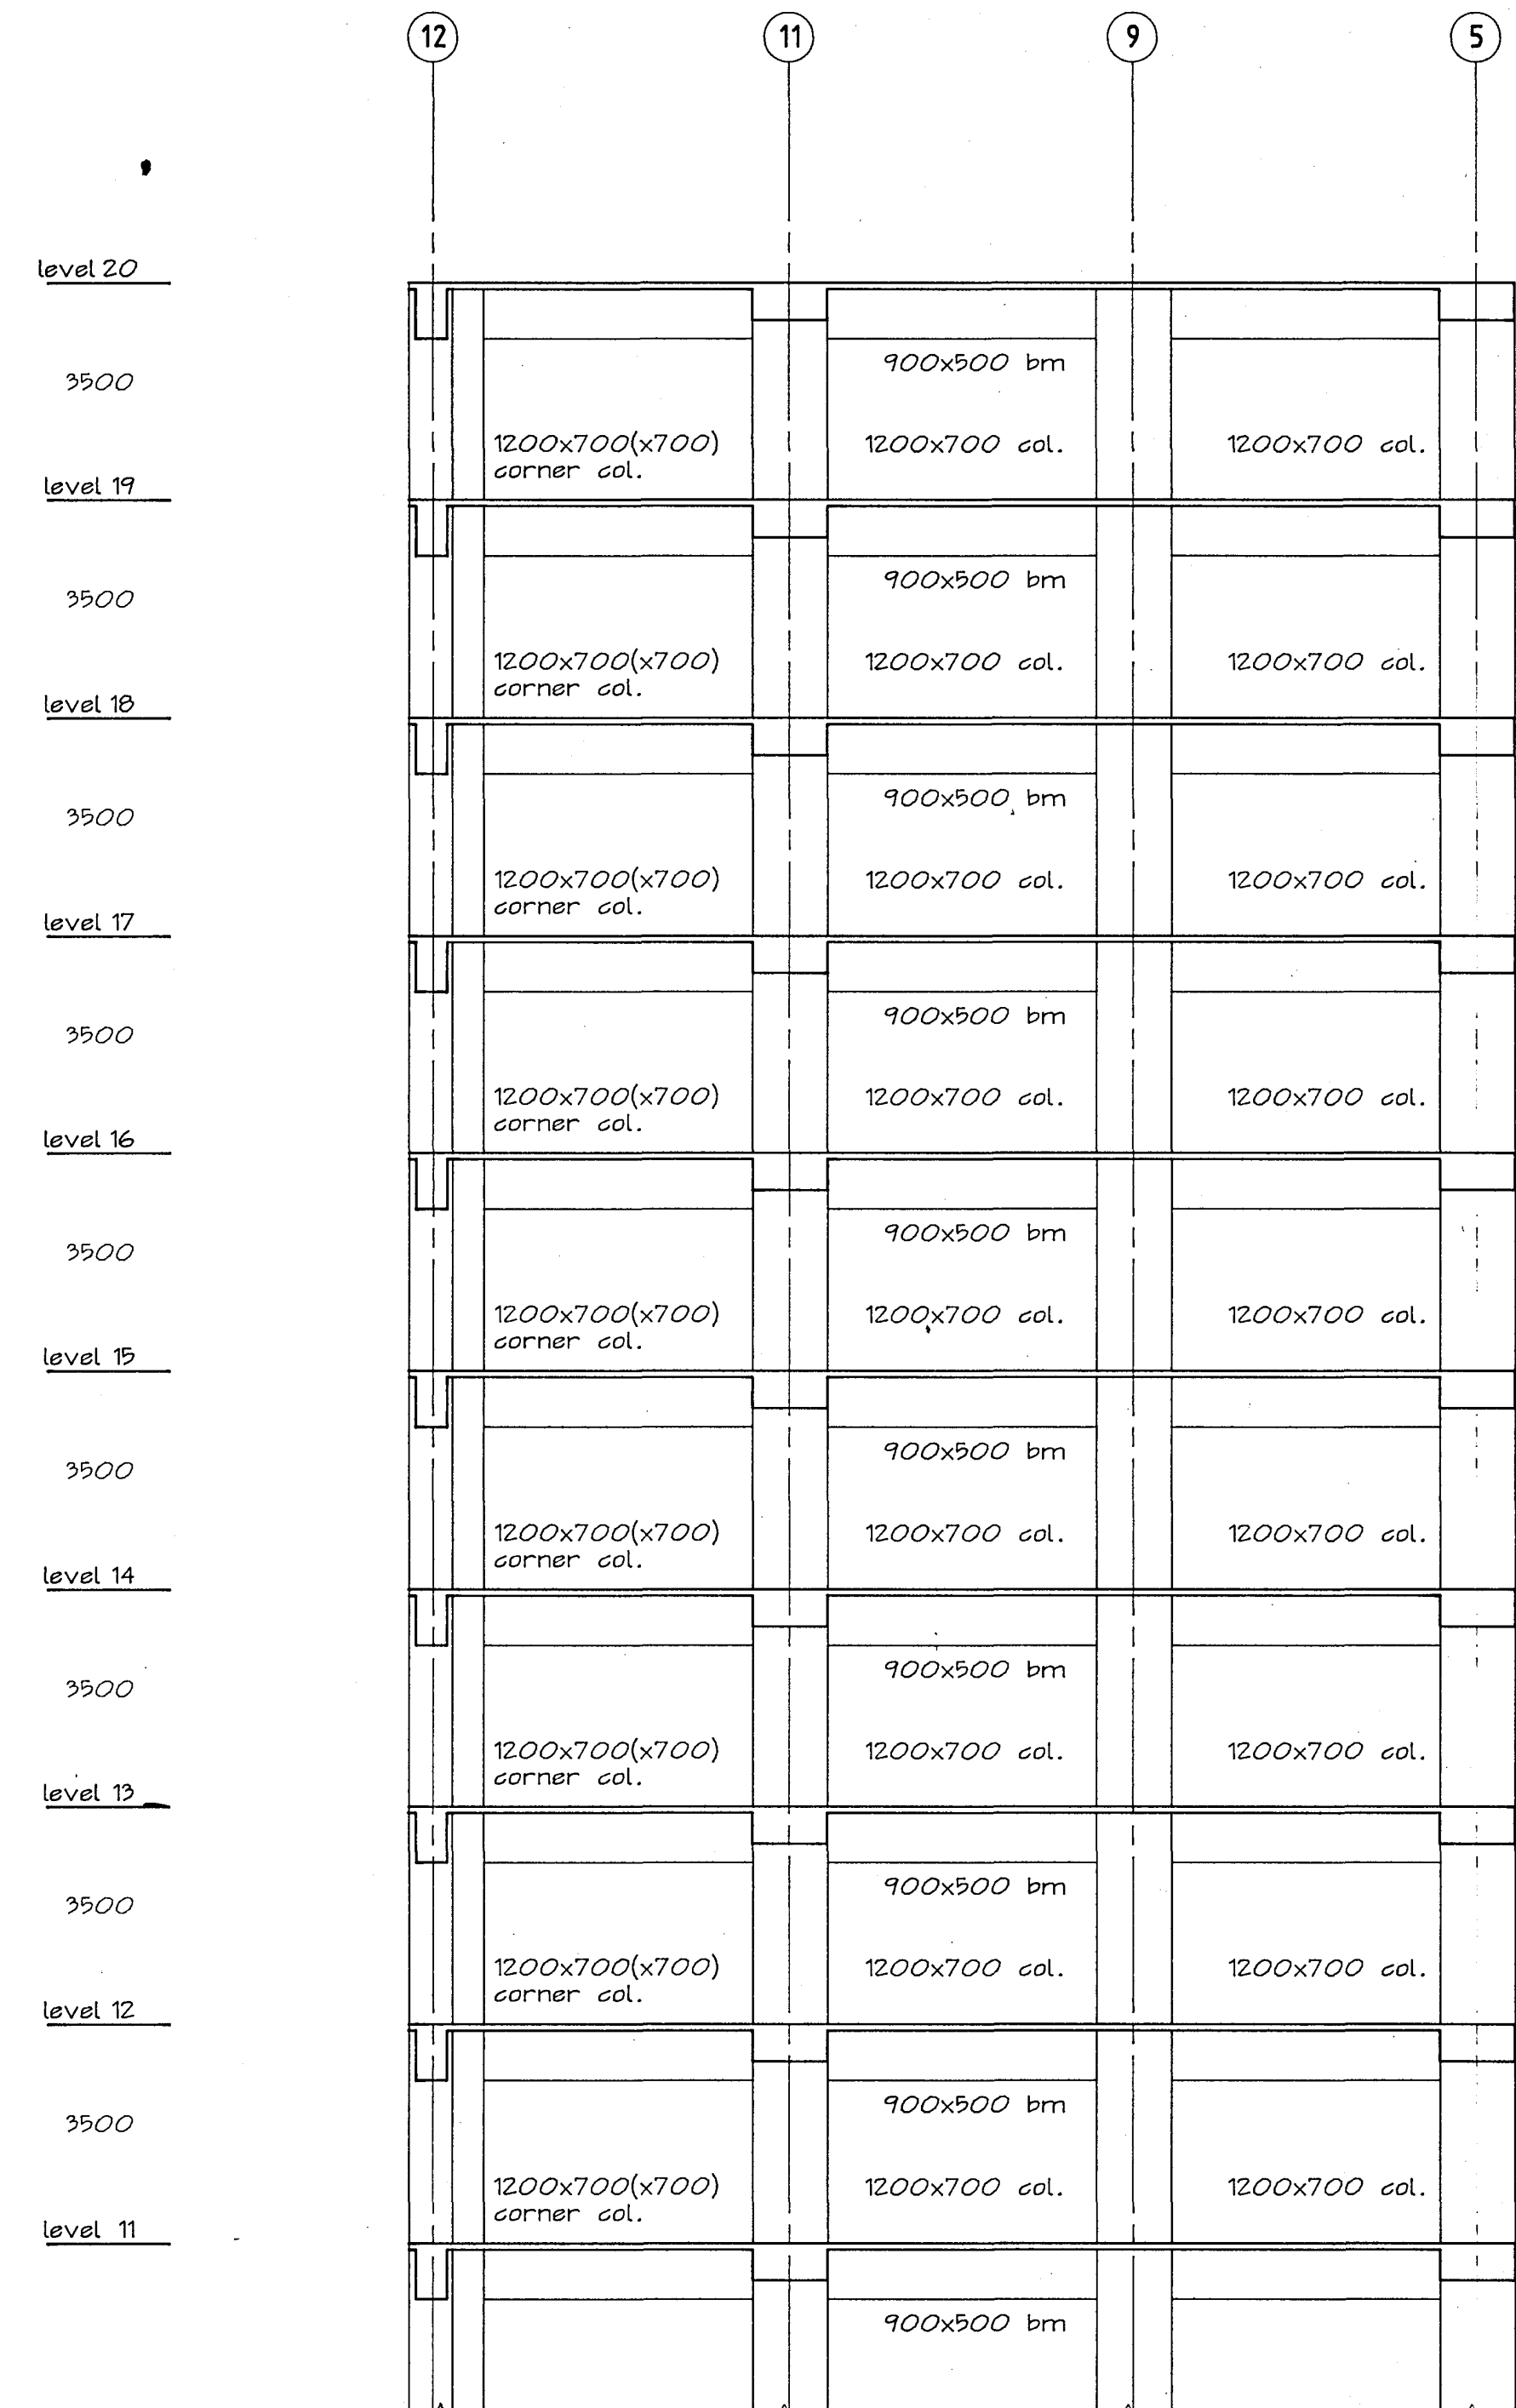 12 11 9 5
level 20
900x500 bm
3500
1200x700(x700) 1200x700 col. 1200x700 col.
corner col.
level 19
900x500 bm
3500
1200x700(x700) 1200x700 col. 1200x700 col.
corner col.
level 18
900x500 bm
3500
1200x700(x700) 1200x700 col. 1200x700 col.
corner col.
level 17
900x500 bm
3500
1200x700(x700) 1200x700 col. 1200x700 col.
corner col.
level 16
900x500 bm
3500
1200x700(x700) 1200x700 col. 1200x700 col.
corner col.
level 15
900x500 bm
3500
1200x700(x700) 1200x700 col. 1200x700 col.
corner col.
level 14
900x500 bm
3500
1200x700(x700) 1200x700 col. 1200x700 col.
corner col.
level 13
900x500 bm
3500
1200x700(x700) 1200x700 col. 1200x700 col.
corner col.
level 12
900x500 bm
3500
1200x700(x700) 1200x700 col. 1200x700 col.
corner col.
level 11
900x500 bm